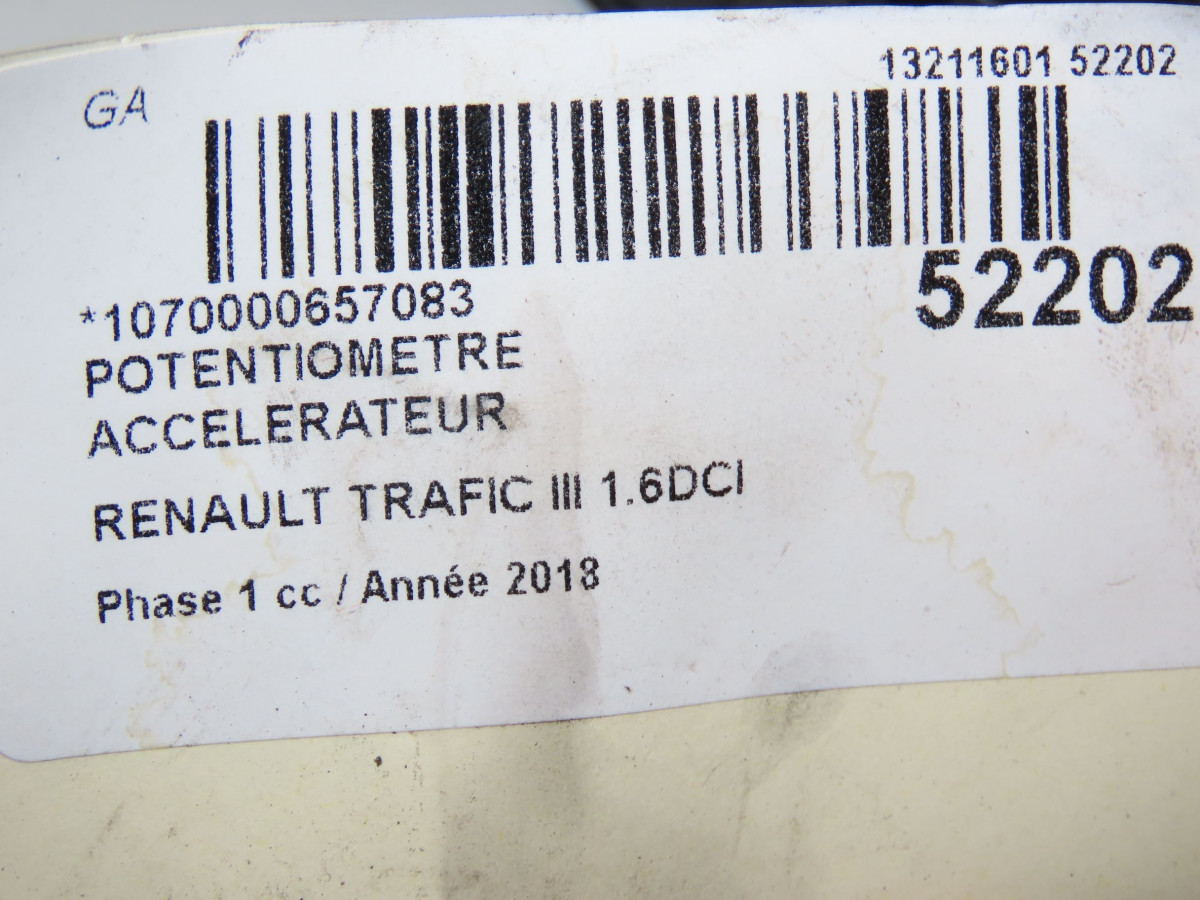 13211601 52202
GA
52202
*1070000657083
POTENTIOMETRE
ACCELERATEUR
RENAULT TRAFIC III 1.6DCI
Phase 1 cc / Année 2018